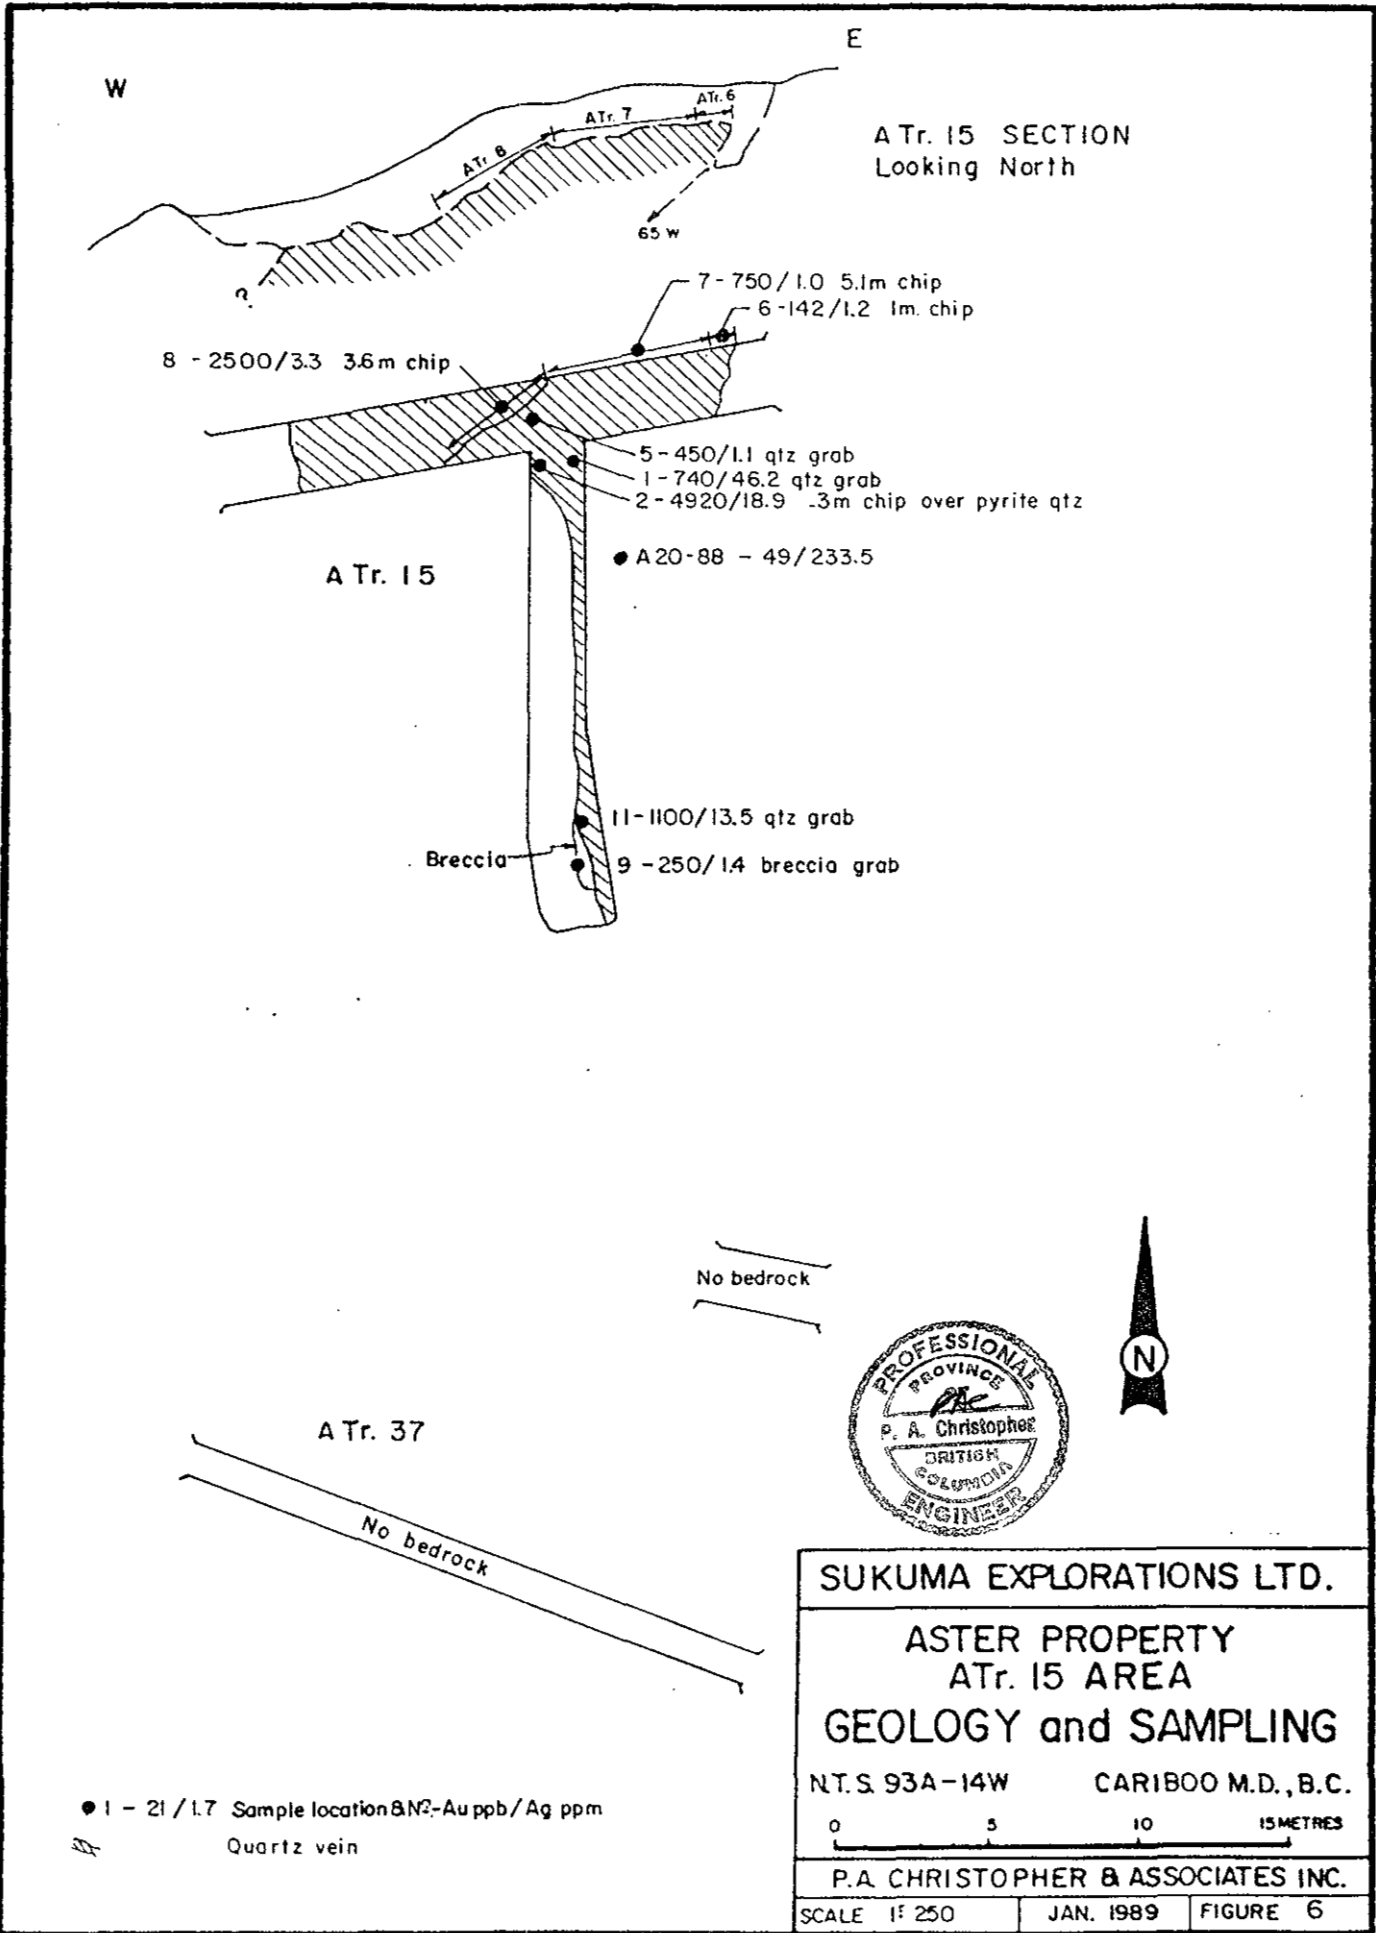 E
W
ATr. 6
ATr. 7
ATr. 8
A Tr. 15 SECTION
Looking North
65 W
?
7 - 750 / 1.0 5.1m chip
6 - 142/1.2 1m. chip
8 - 2500/3.3 3.6m chip
5 - 450/1.1 qtz grab
1 - 740/46.2 qtz grab
2 - 4920/18.9 .3m chip over pyrite qtz
A20-88 - 49/233.5
A Tr. 15
11 - 1100/13.5 qtz grab
Breccia
9 - 250/1.4 breccia grab
No bedrock
N
PROFESSIONAL
PROVINCE
PAC
P. A. Christopher
BRITISH
COLUMBIA
ENGINEER
A Tr. 37
No bedrock
SUKUMA EXPLORATIONS LTD.
ASTER PROPERTY
ATr. 15 AREA
GEOLOGY and SAMPLING
N.T.S. 93A-14W CARIBOO M.D., B.C.
0 5 10 15 METRES
P.A. CHRISTOPHER & ASSOCIATES INC.
SCALE 1: 250 JAN. 1989 FIGURE 6
1 - 21 / 1.7 Sample location & Nº - Au ppb / Ag ppm
Quartz vein